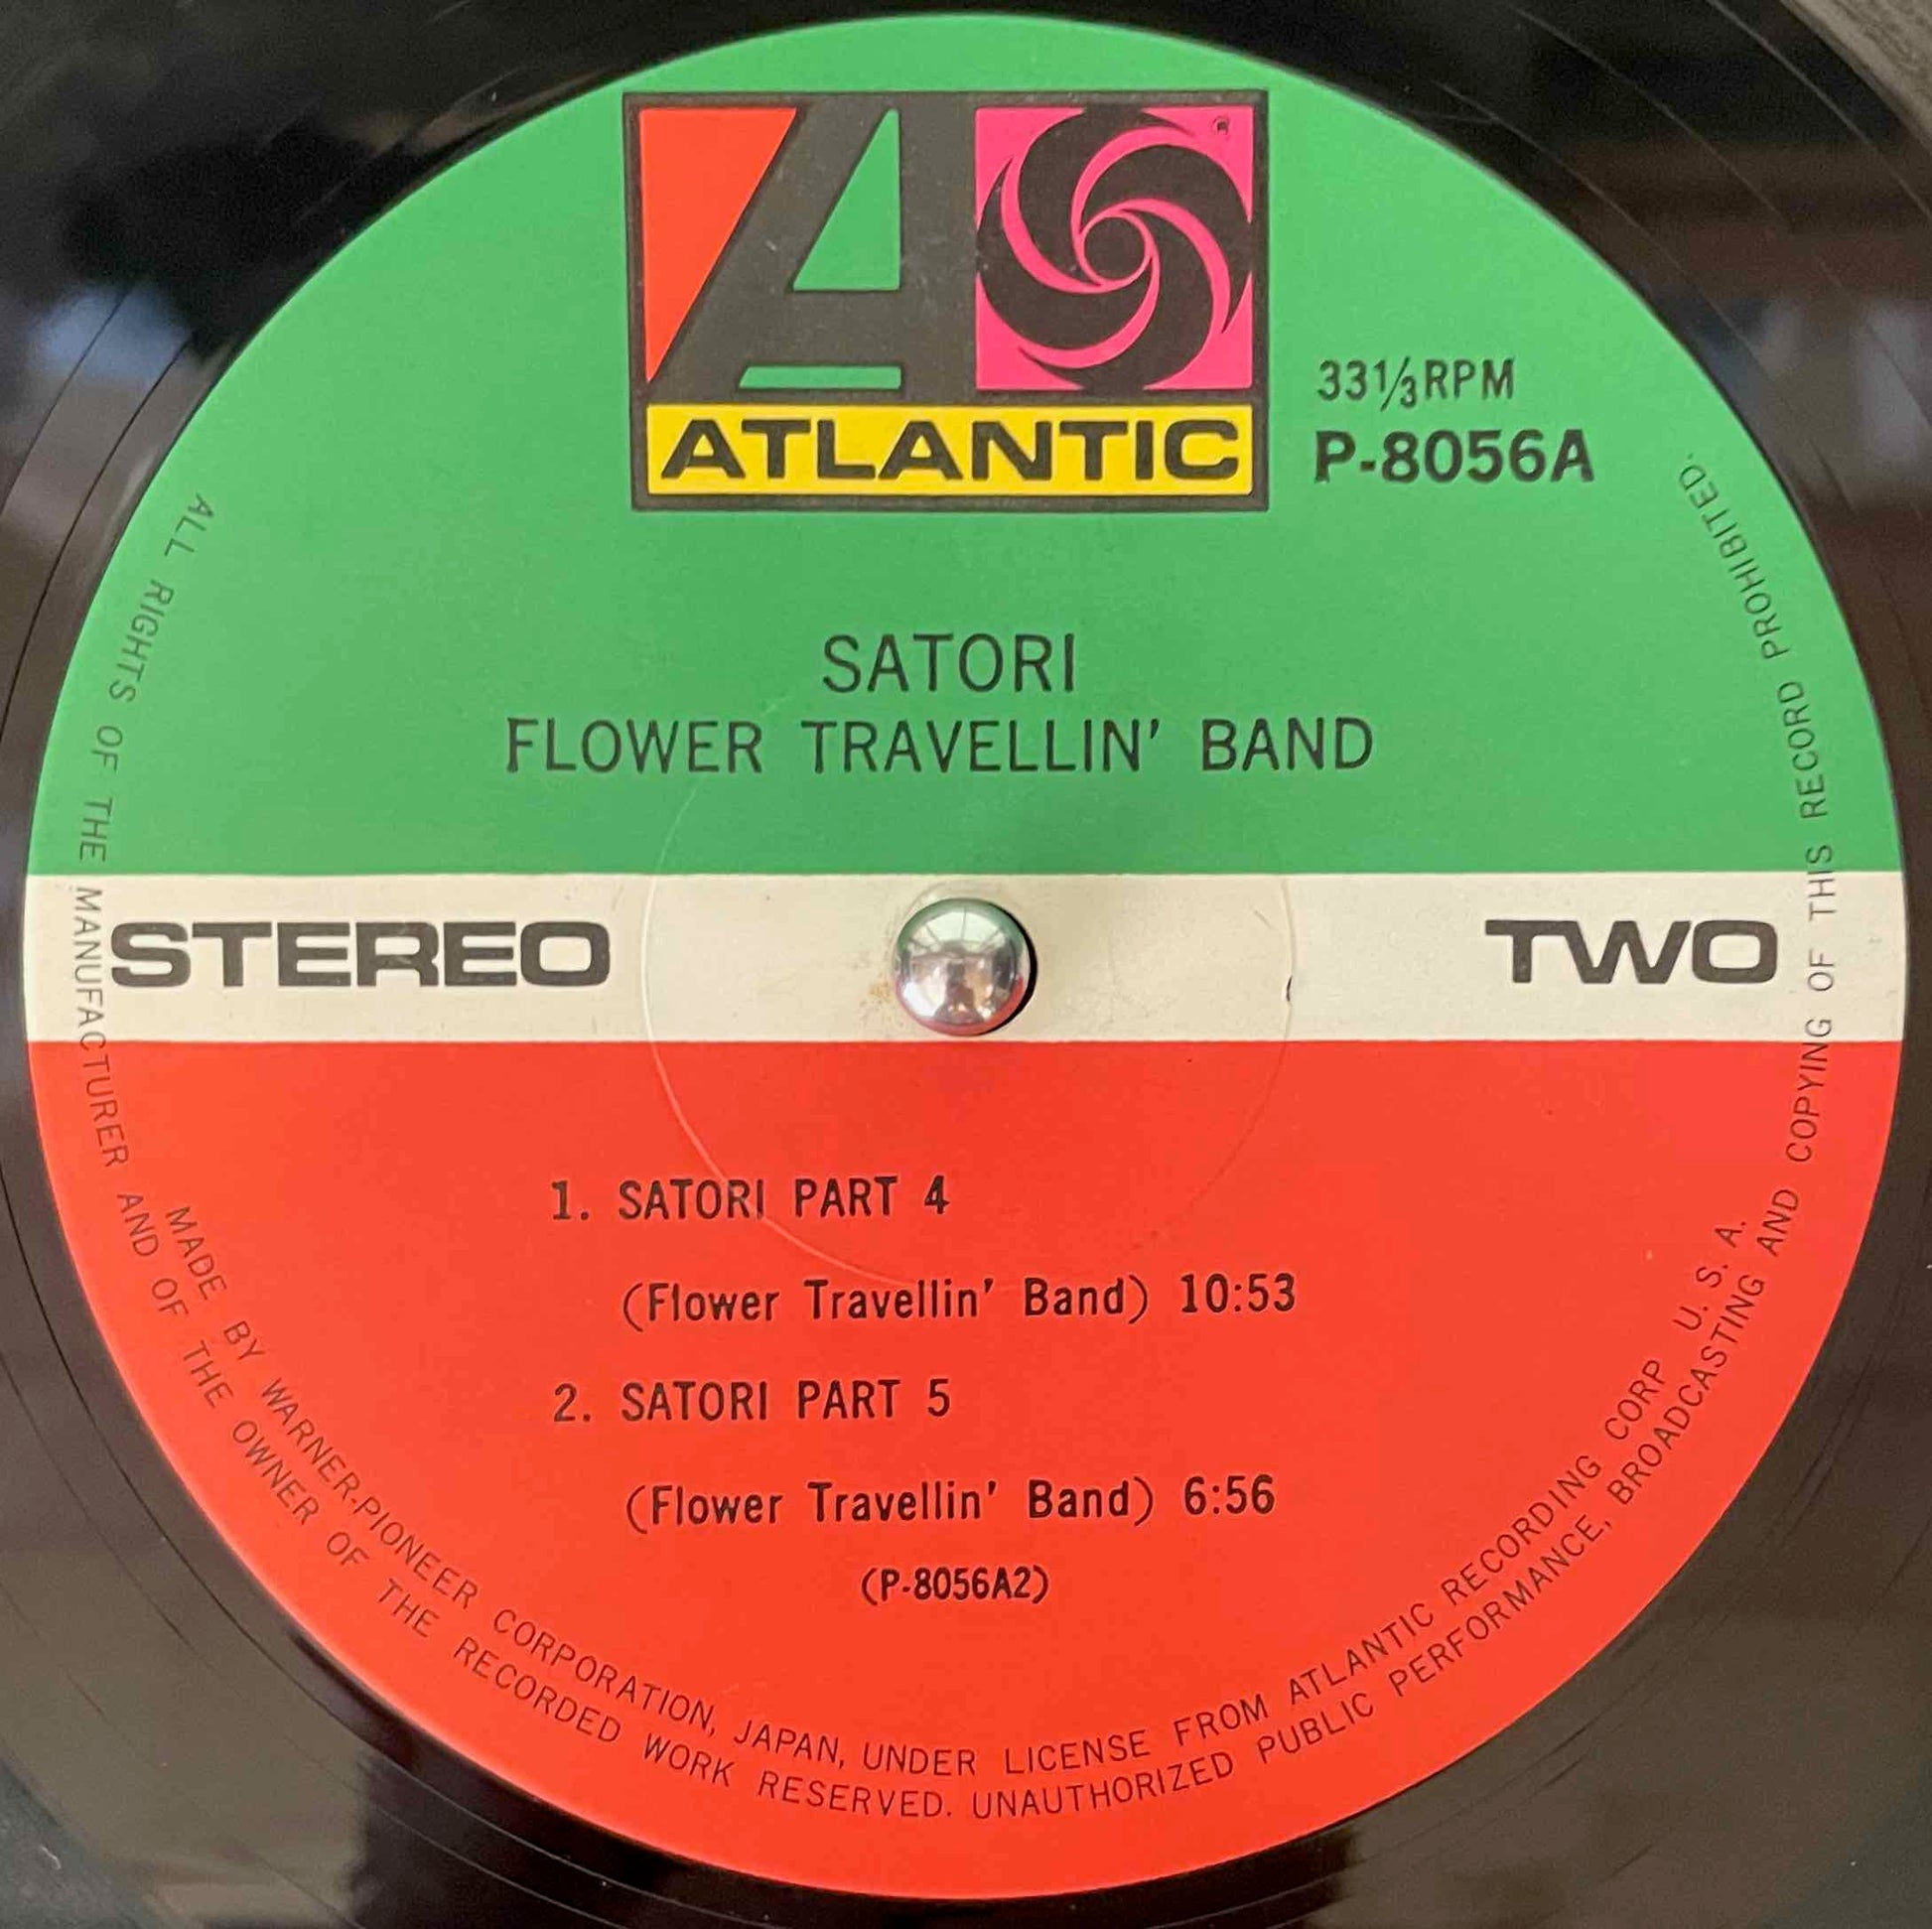 ATLANTIC
®
33⅓RPM
P-8056A
SATORI
FLOWER TRAVELLIN' BAND
STEREO
TWO
1. SATORI PART 4
(Flower Travellin' Band) 10:53
2. SATORI PART 5
(Flower Travellin' Band) 6:56
(P-8056A2)
MADE BY WARNER-PIONEER CORPORATION, JAPAN, UNDER LICENSE FROM ATLANTIC RECORDING CORP U. S. A.
ALL RIGHTS OF THE MANUFACTURER AND OF THE OWNER OF THE RECORDED WORK RESERVED. UNAUTHORIZED PUBLIC PERFORMANCE, BROADCASTING AND COPYING OF THIS RECORD PROHIBITED.